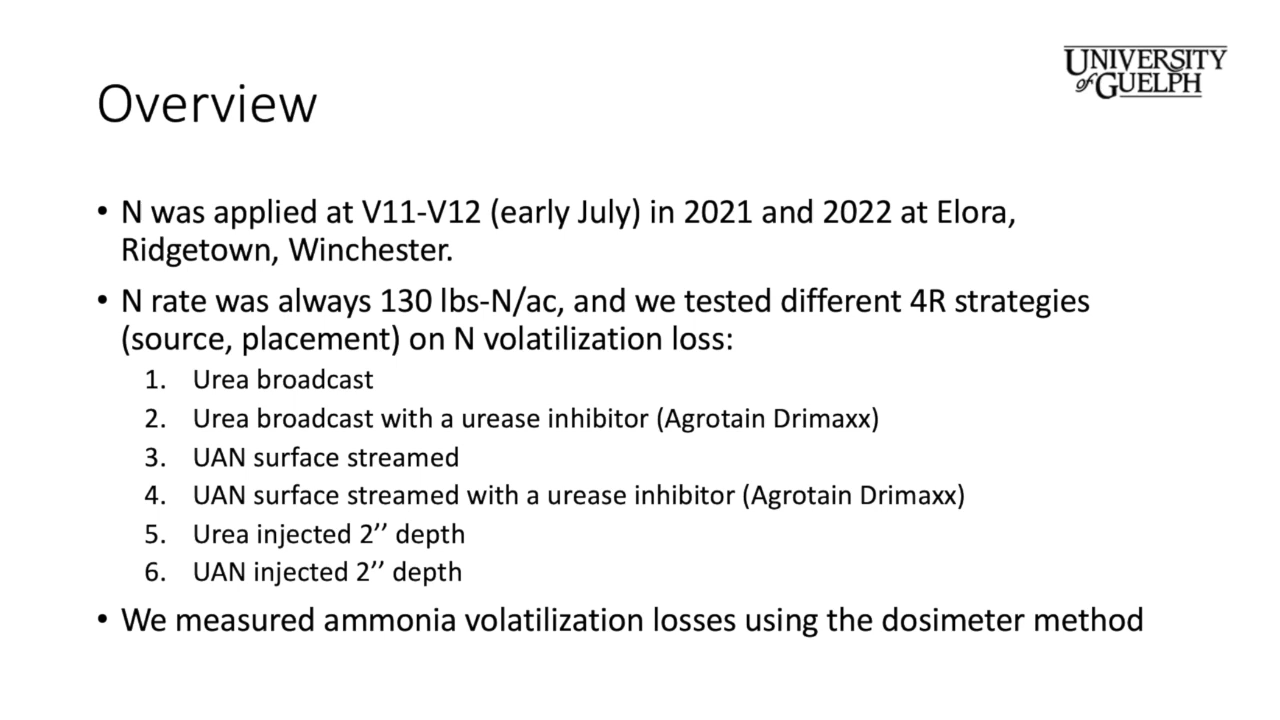 UNIVERSITY
of GUELPH
Overview
• N was applied at V11-V12 (early July) in 2021 and 2022 at Elora,
Ridgetown, Winchester.
• N rate was always 130 lbs-N/ac, and we tested different 4R strategies
(source, placement) on N volatilization loss:
1. Urea broadcast
2. Urea broadcast with a urease inhibitor (Agrotain Drimaxx)
3. UAN surface streamed
4. UAN surface streamed with a urease inhibitor (Agrotain Drimaxx)
5. Urea injected 2’’ depth
6. UAN injected 2’’ depth
• We measured ammonia volatilization losses using the dosimeter method